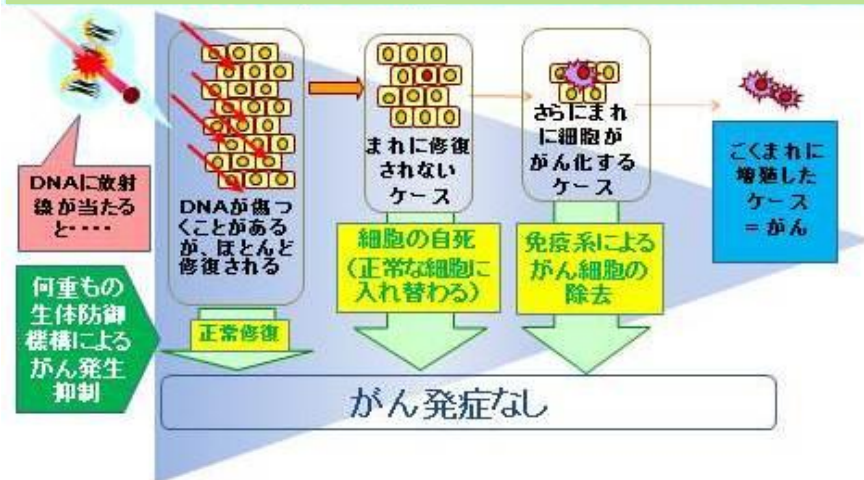 DNAに放射
線が当たる
と・・・・
何重もの
生体防御
機構による
がん発生
抑制
DNAが傷つ
くことがある
が、ほとんど
修復される
正常修復
まれに修復
されない
ケース
細胞の自死
（正常な細胞に
入れ替わる）
さらにまれ
に細胞が
がん化する
ケース
免疫系による
がん細胞の
除去
ごくまれに
増殖した
ケース
＝がん
がん発症なし